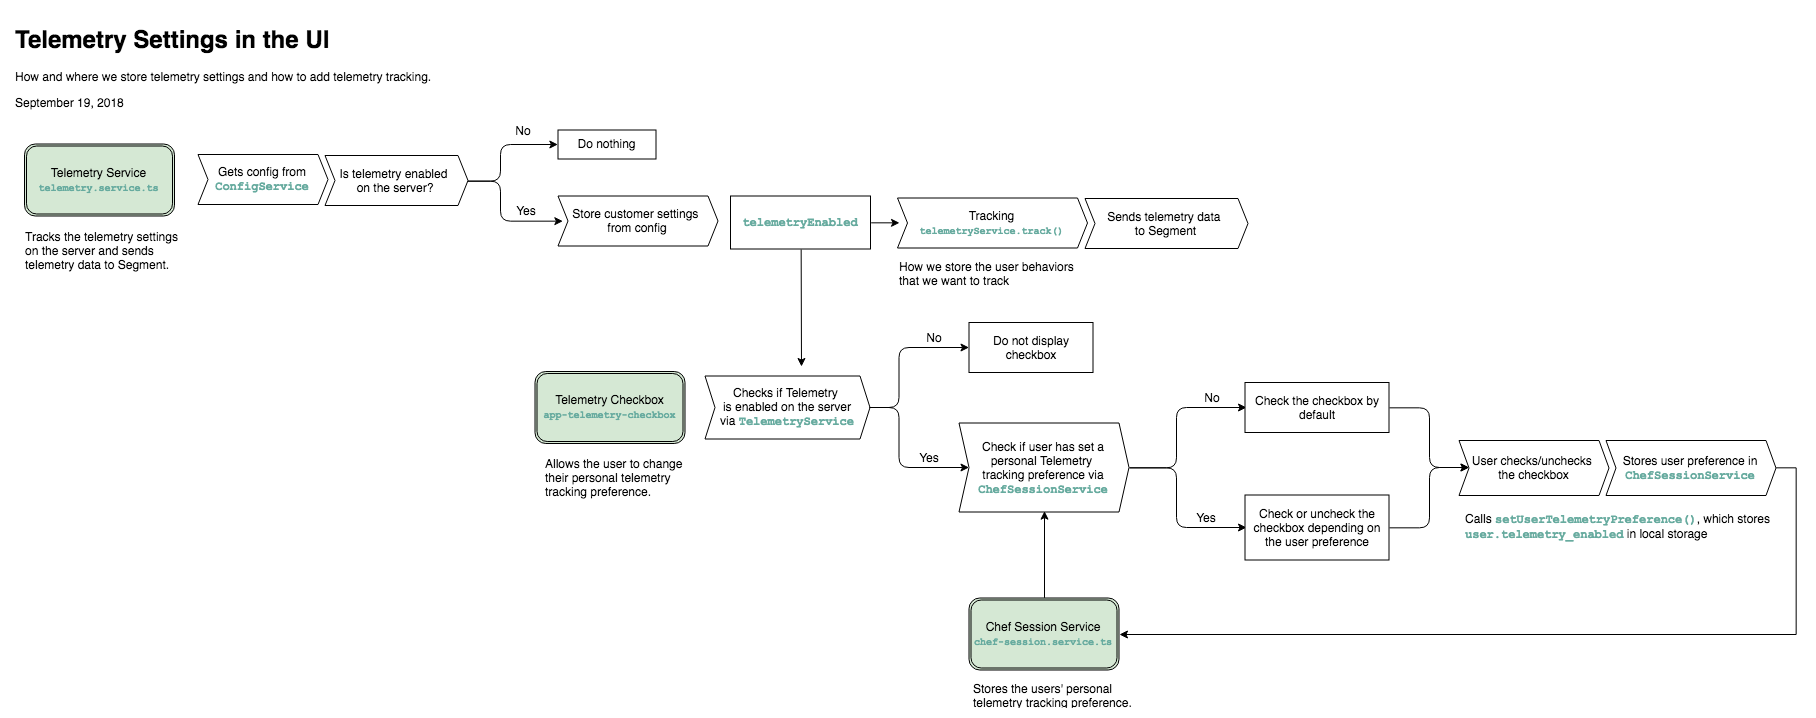 Telemetry Settings in the UI
How and where we store telemetry settings and how to add telemetry tracking.
September 19, 2018
Telemetry Service
telemetry.service.ts
Tracks the telemetry settings
on the server and sends
telemetry data to Segment.
Gets config from
ConfigService
Is telemetry enabled
on the server?
No
Do nothing
Yes
Store customer settings
from config
telemetryEnabled
Tracking
telemetryService.track()
How we store the user behaviors
that we want to track
Sends telemetry data
to Segment
Telemetry Checkbox
app-telemetry-checkbox
Allows the user to change
their personal telemetry
tracking preference.
Checks if Telemetry
is enabled on the server
via TelemetryService
No
Do not display
checkbox
Yes
Check if user has set a
personal Telemetry
tracking preference via
ChefSessionService
No
Check the checkbox by
default
Yes
Check or uncheck the
checkbox depending on
the user preference
User checks/unchecks
the checkbox
Stores user preference in
ChefSessionService
Calls setUserTelemetryPreference(), which stores
user.telemetry_enabled in local storage
Chef Session Service
chef-session.service.ts
Stores the users' personal
telemetry tracking preference.